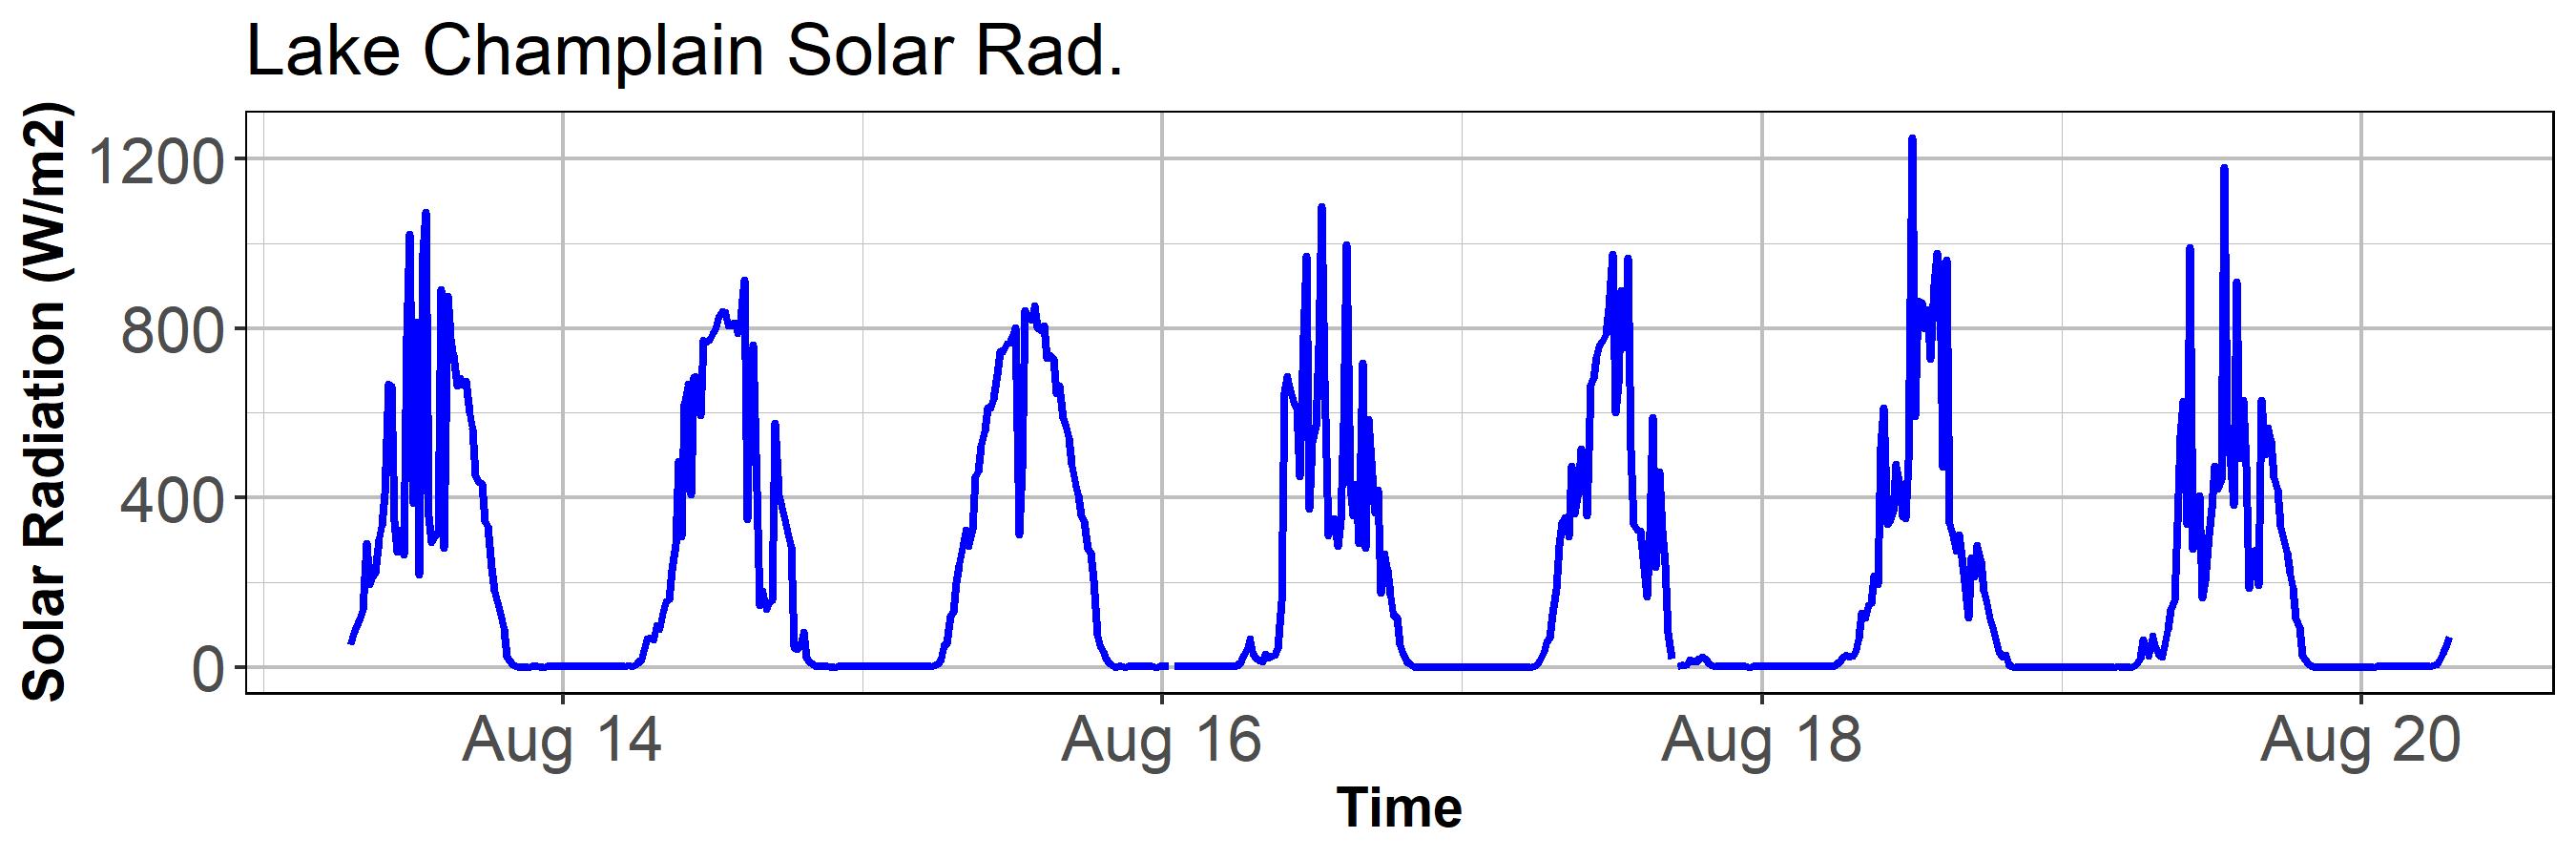 Lake Champlain Solar Rad.
Solar Radiation (W/m2)
1200
800
400
0
Aug 14 Aug 16 Aug 18 Aug 20
Time